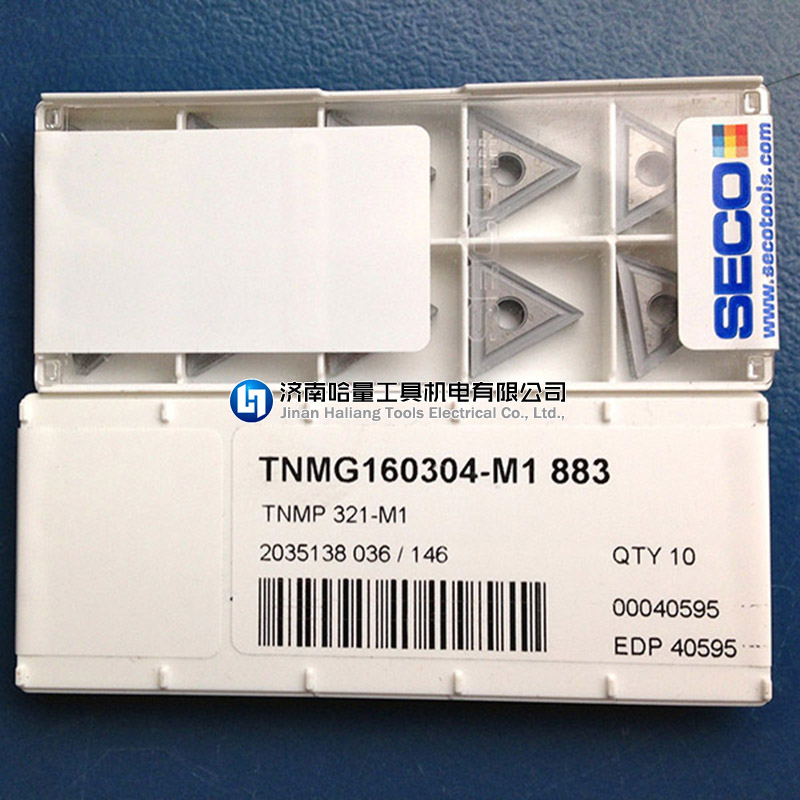 SECO
www.secotools.com
济南哈量工具机电有限公司
Jinan Haliang Tools Electrical Co., Ltd.,
TNMG160304-M1 883
TNMP 321-M1
2035138 036 / 146
QTY 10
00040595
EDP 40595